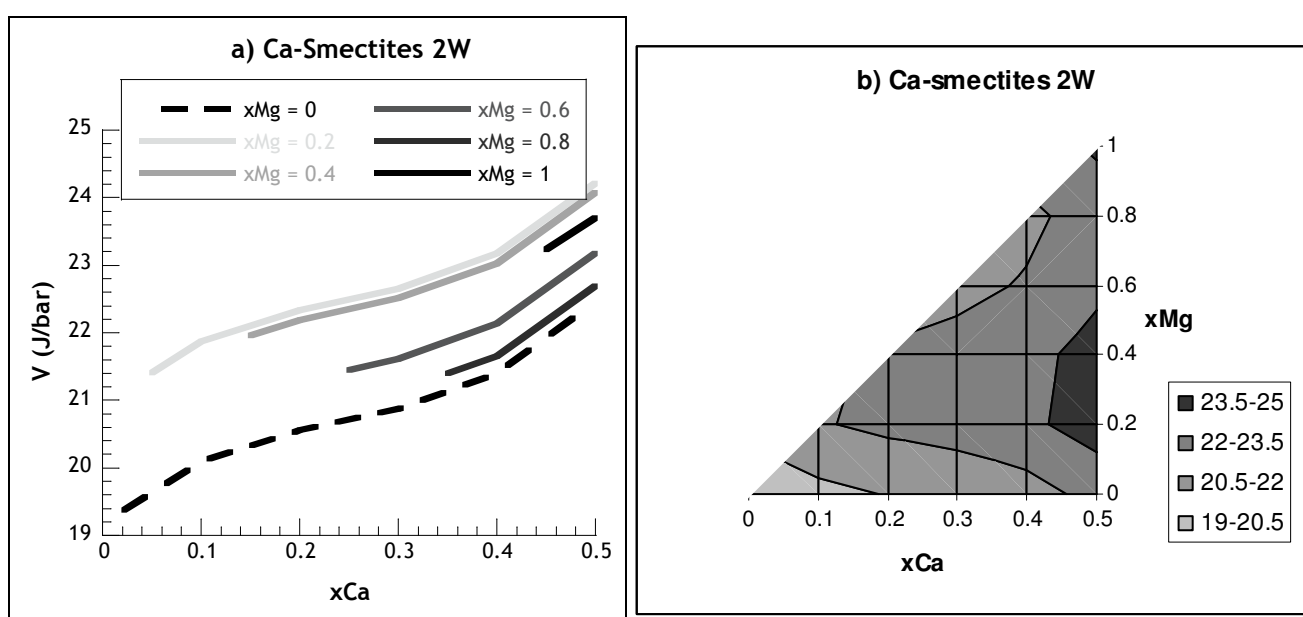 a) Ca-Smectites 2W
xMg = 0
xMg = 0.6
xMg = 0.2
xMg = 0.8
xMg = 0.4
xMg = 1
25
24
23
22
21
20
19
V (J/bar)
0 0.1 0.2 0.3 0.4 0.5
xCa
b) Ca-smectites 2W
1
0.8
0.6
0.4
0.2
0
xMg
0 0.1 0.2 0.3 0.4 0.5
xCa
23.5-25
22-23.5
20.5-22
19-20.5